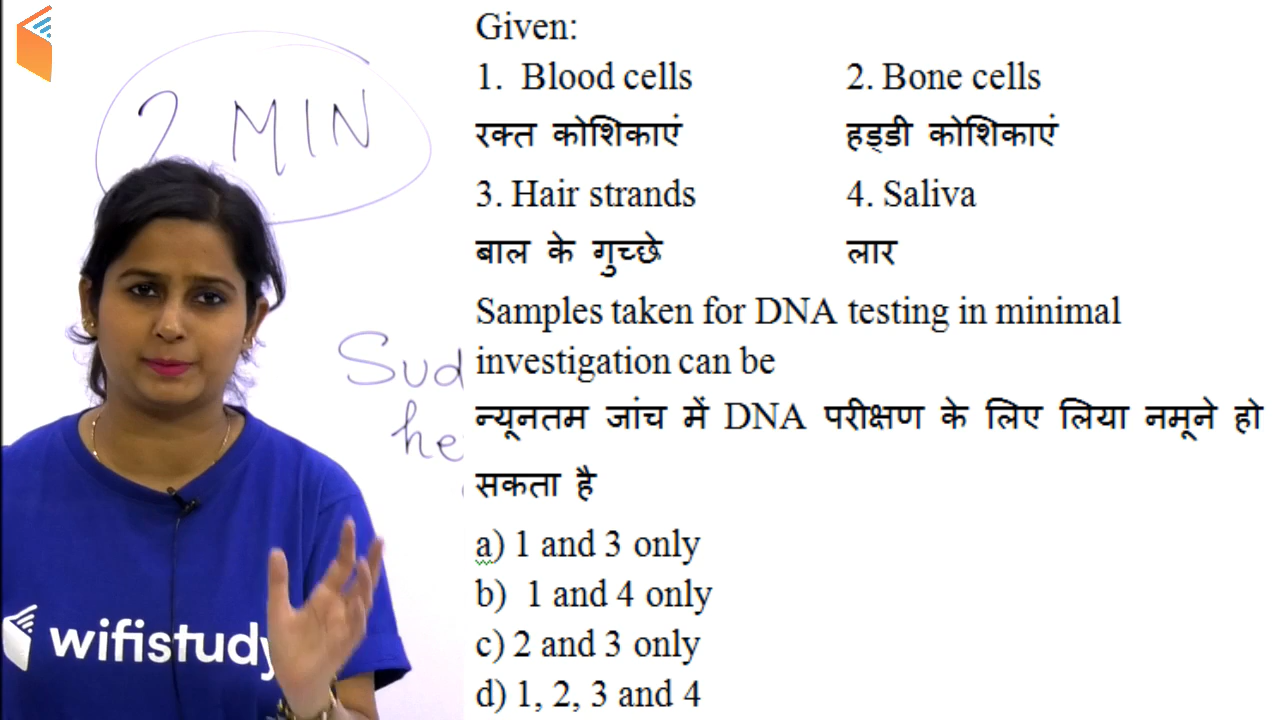 2 MIN
Sud
he
wifistudy
Given:
1. Blood cells 2. Bone cells
रक्त कोशिकाएं हड्डी कोशिकाएं
3. Hair strands 4. Saliva
बाल के गुच्छे लार
Samples taken for DNA testing in minimal
investigation can be
न्यूनतम जांच में DNA परीक्षण के लिए लिया नमूने हो
सकता है
a) 1 and 3 only
b) 1 and 4 only
c) 2 and 3 only
d) 1, 2, 3 and 4